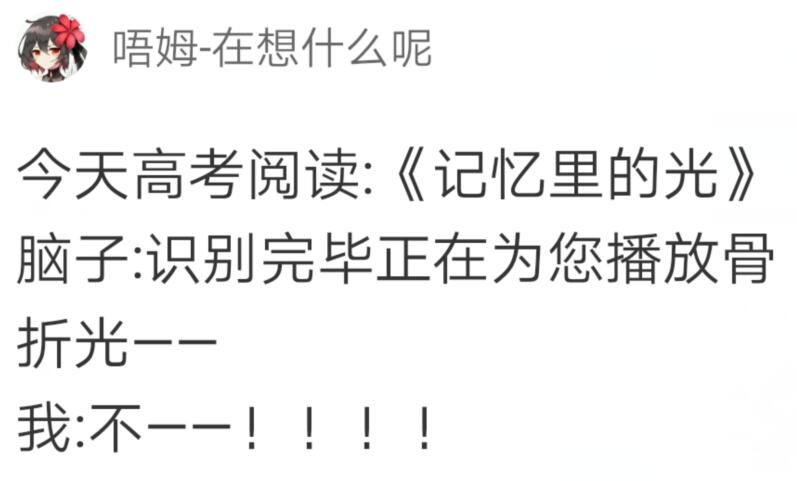 唔姆-在想什么呢
今天高考阅读:《记忆里的光》
脑子:识别完毕正在为您播放骨
折光——
我:不——！！！！